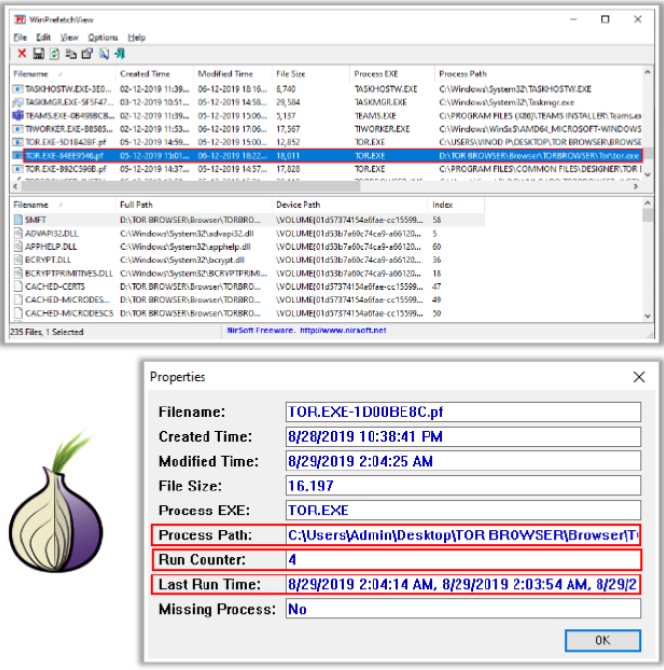 WinPrefetchView
File Edit View Options Help
Filename / Created Time Modified Time File Size Process EXE Process Path
TASKHOSTW.EXE-3E0... 02-12-2019 11:39... 06-12-2019 18:16... 6,740 TASKHOSTW.EXE C:\Windows\System32\TASKHOSTW.EXE
TASKMGR.EXE-5F5F47... 03-12-2019 10:51... 05-12-2019 14:58... 29,584 TASKMGR.EXE C:\Windows\System32\Taskmgr.exe
TEAMS.EXE-0B49BBCB... 02-12-2019 11:39... 05-12-2019 15:06... 5,137 TEAMS.EXE C:\PROGRAM FILES (X86)\TEAMS INSTALLER\Teams.ex
TIWORKER.EXE-B8585... 02-12-2019 11:53... 06-12-2019 17:06... 17,567 TIWORKER.EXE C:\Windows\WinSxS\AMD64_MICROSOFT-WINDOWS
TOR.EXE-5D1B42BF.pf 05-12-2019 14:59... 05-12-2019 15:00... 12,852 TOR.EXE C:\USERS\VINOD P\DESKTOP\TOR BROWSER\BROWSE
TOR.EXE-84EE9546.pf 05-12-2019 15:01... 06-12-2019 18:22... 18,011 TOR.EXE D:\TOR BROWSER\Browser\TORBROWSER\Tor\tor.exe
TOR.EXE-B92C596B.pf 05-12-2019 14:37... 05-12-2019 14:57... 17,828 TOR.EXE C:\PROGRAM FILES\COMMON FILES\DESIGNER\TOR
Filename / Full Path Device Path Index
$MFT D:\TOR BROWSER\Browser\TORBRO... \VOLUME{01d57374154a6fae-cc15599... 58
ADVAPI32.DLL C:\Windows\System32\advapi32.dll \VOLUME{01d53b7a60c74ca9-a66120... 5
APPHELP.DLL C:\Windows\System32\apphelp.dll \VOLUME{01d53b7a60c74ca9-a66120... 60
BCRYPT.DLL C:\Windows\System32\bcrypt.dll \VOLUME{01d53b7a60c74ca9-a66120... 36
BCRYPTPRIMITIVES.DLL C:\Windows\System32\BCRYPTPRIMI... \VOLUME{01d53b7a60c74ca9-a66120... 18
CACHED-CERTS D:\TOR BROWSER\Browser\TORBRO... \VOLUME{01d57374154a6fae-cc15599... 47
CACHED-MICRODES... D:\TOR BROWSER\Browser\TORBRO... \VOLUME{01d57374154a6fae-cc15599... 49
CACHED-MICRODESCS D:\TOR BROWSER\Browser\TORBRO... \VOLUME{01d57374154a6fae-cc15599... 50
235 Files, 1 Selected NirSoft Freeware. http://www.nirsoft.net
Properties
Filename: TOR.EXE-1D00BE8C.pf
Created Time: 8/28/2019 10:38:41 PM
Modified Time: 8/29/2019 2:04:25 AM
File Size: 16,197
Process EXE: TOR.EXE
Process Path: C:\Users\Admin\Desktop\TOR BROWSER\Browser\T
Run Counter: 4
Last Run Time: 8/29/2019 2:04:14 AM, 8/29/2019 2:03:54 AM, 8/29/2
Missing Process: No
OK